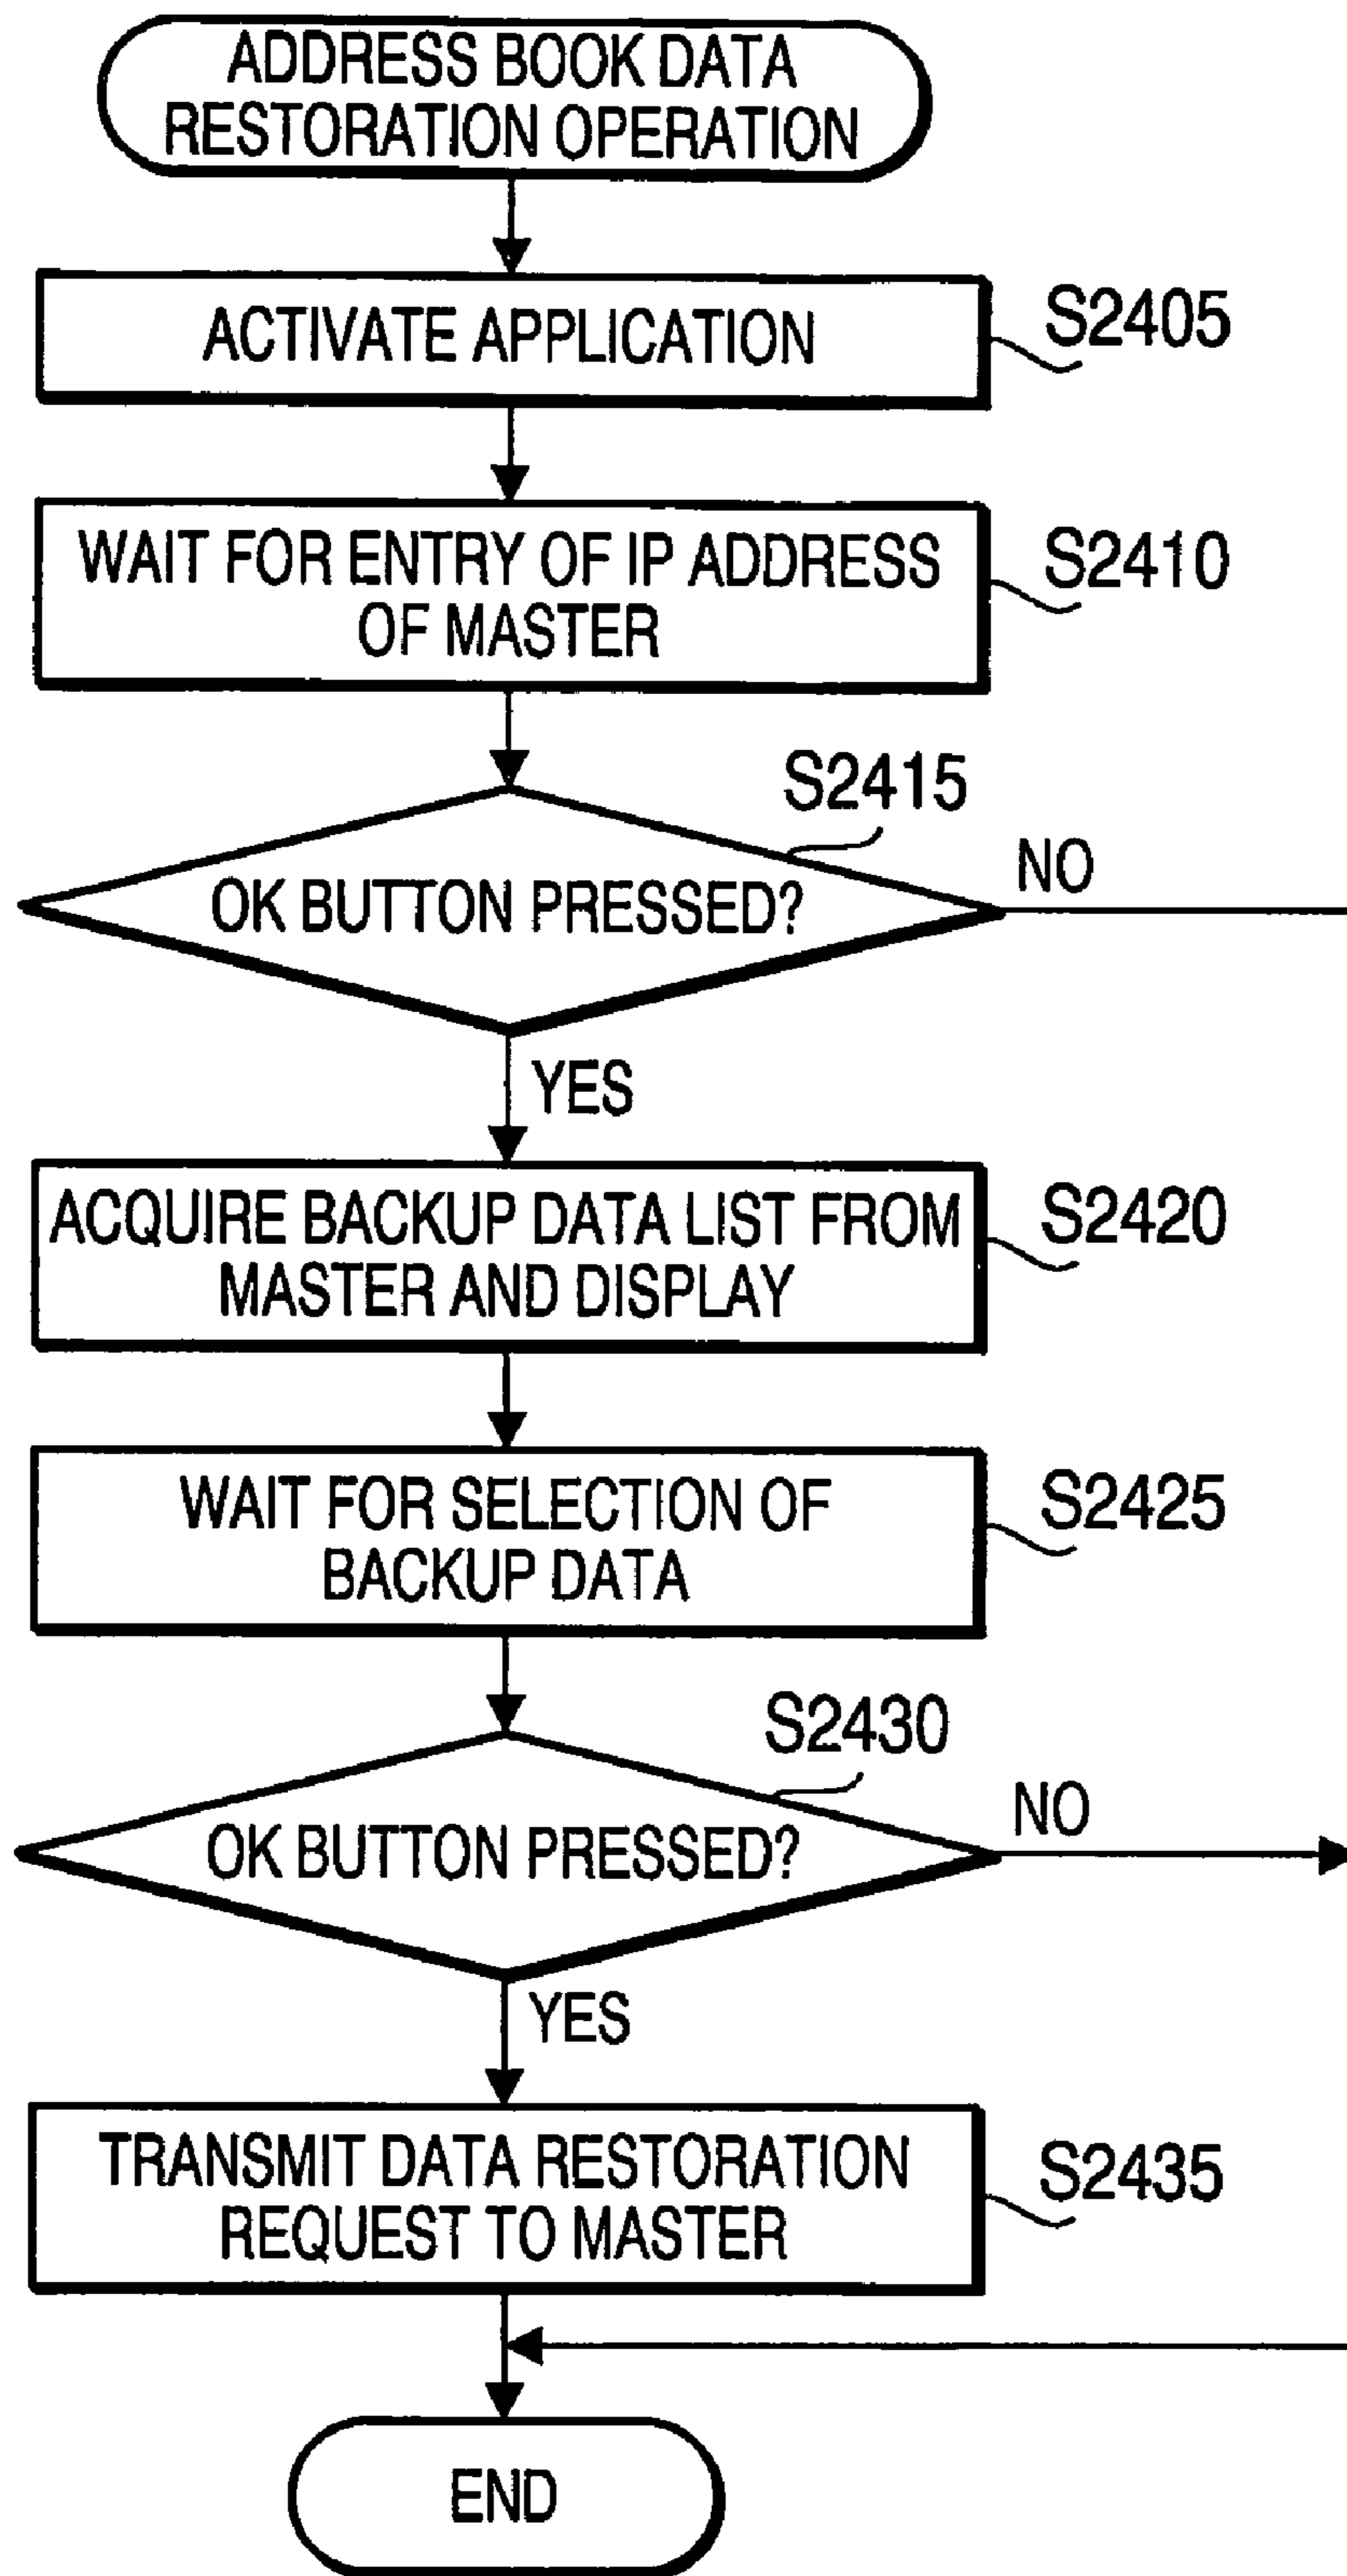 ADDRESS BOOK DATA
RESTORATION OPERATION
ACTIVATE APPLICATION
S2405
WAIT FOR ENTRY OF IP ADDRESS
OF MASTER
S2410
S2415
OK BUTTON PRESSED?
NO
YES
ACQUIRE BACKUP DATA LIST FROM
MASTER AND DISPLAY
S2420
WAIT FOR SELECTION OF
BACKUP DATA
S2425
S2430
OK BUTTON PRESSED?
NO
YES
TRANSMIT DATA RESTORATION
REQUEST TO MASTER
S2435
END